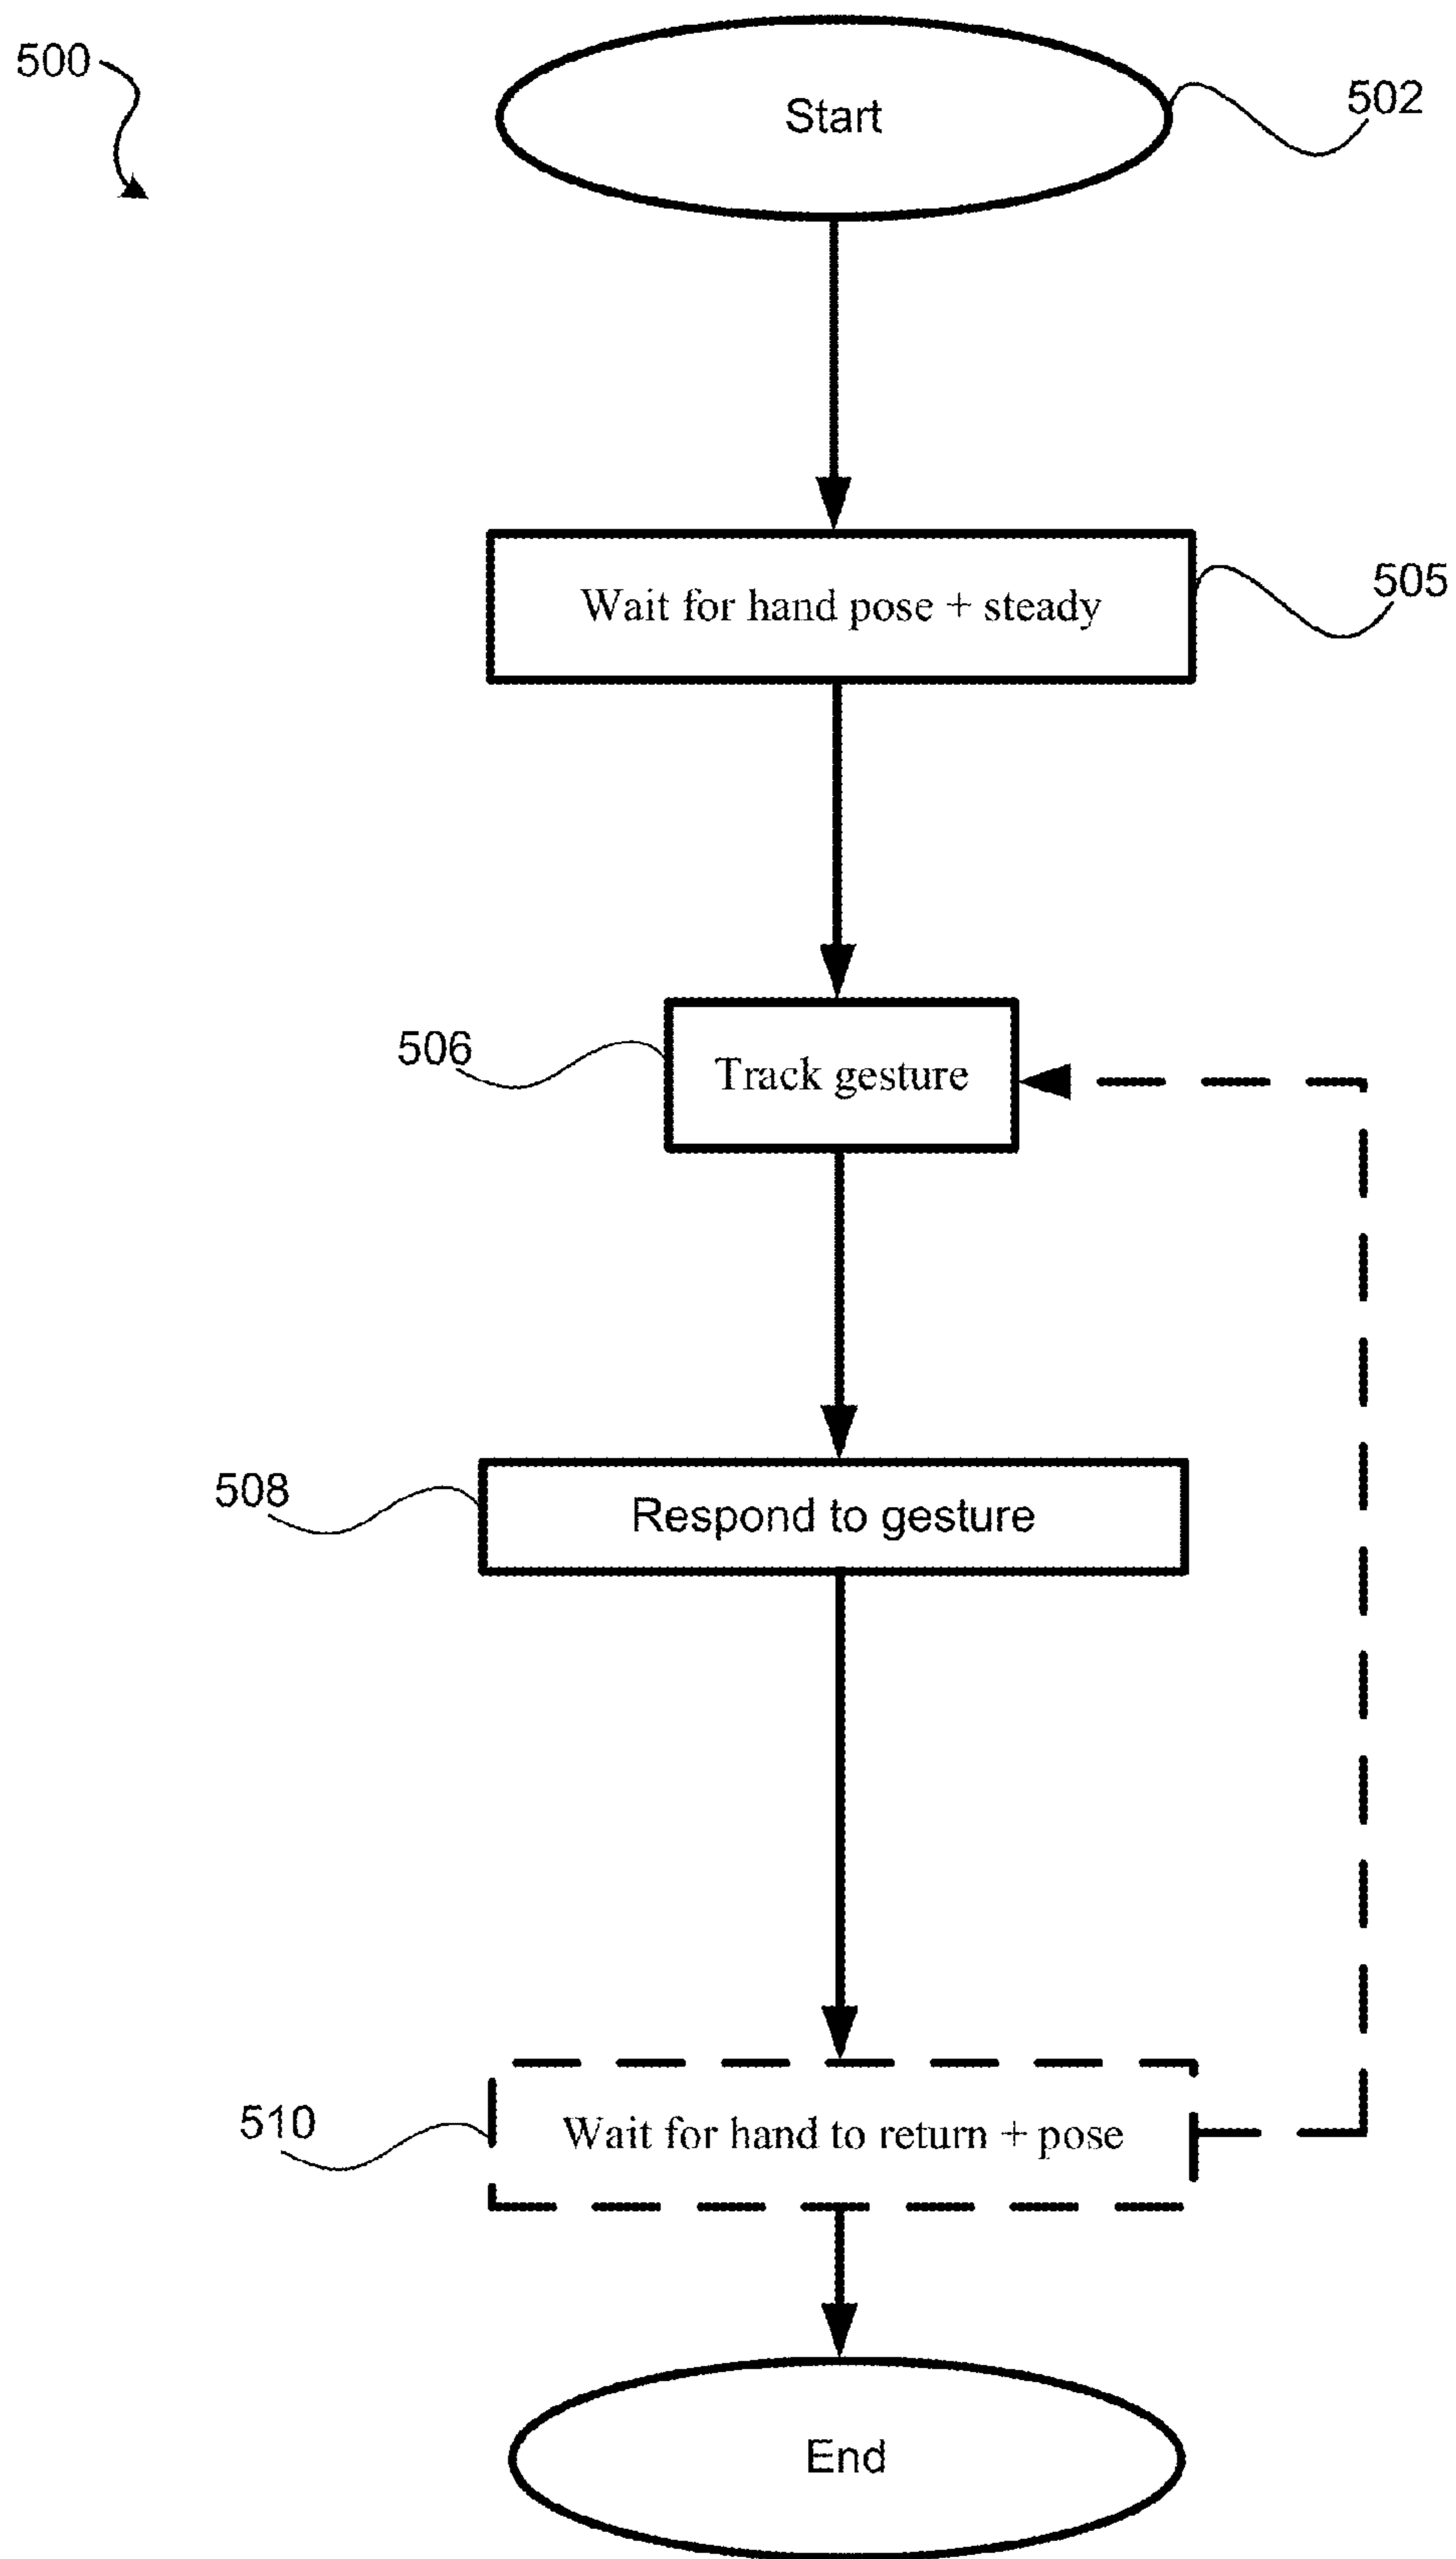 500
Start
502
Wait for hand pose + steady
505
506
Track gesture
508
Respond to gesture
510
Wait for hand to return + pose
End